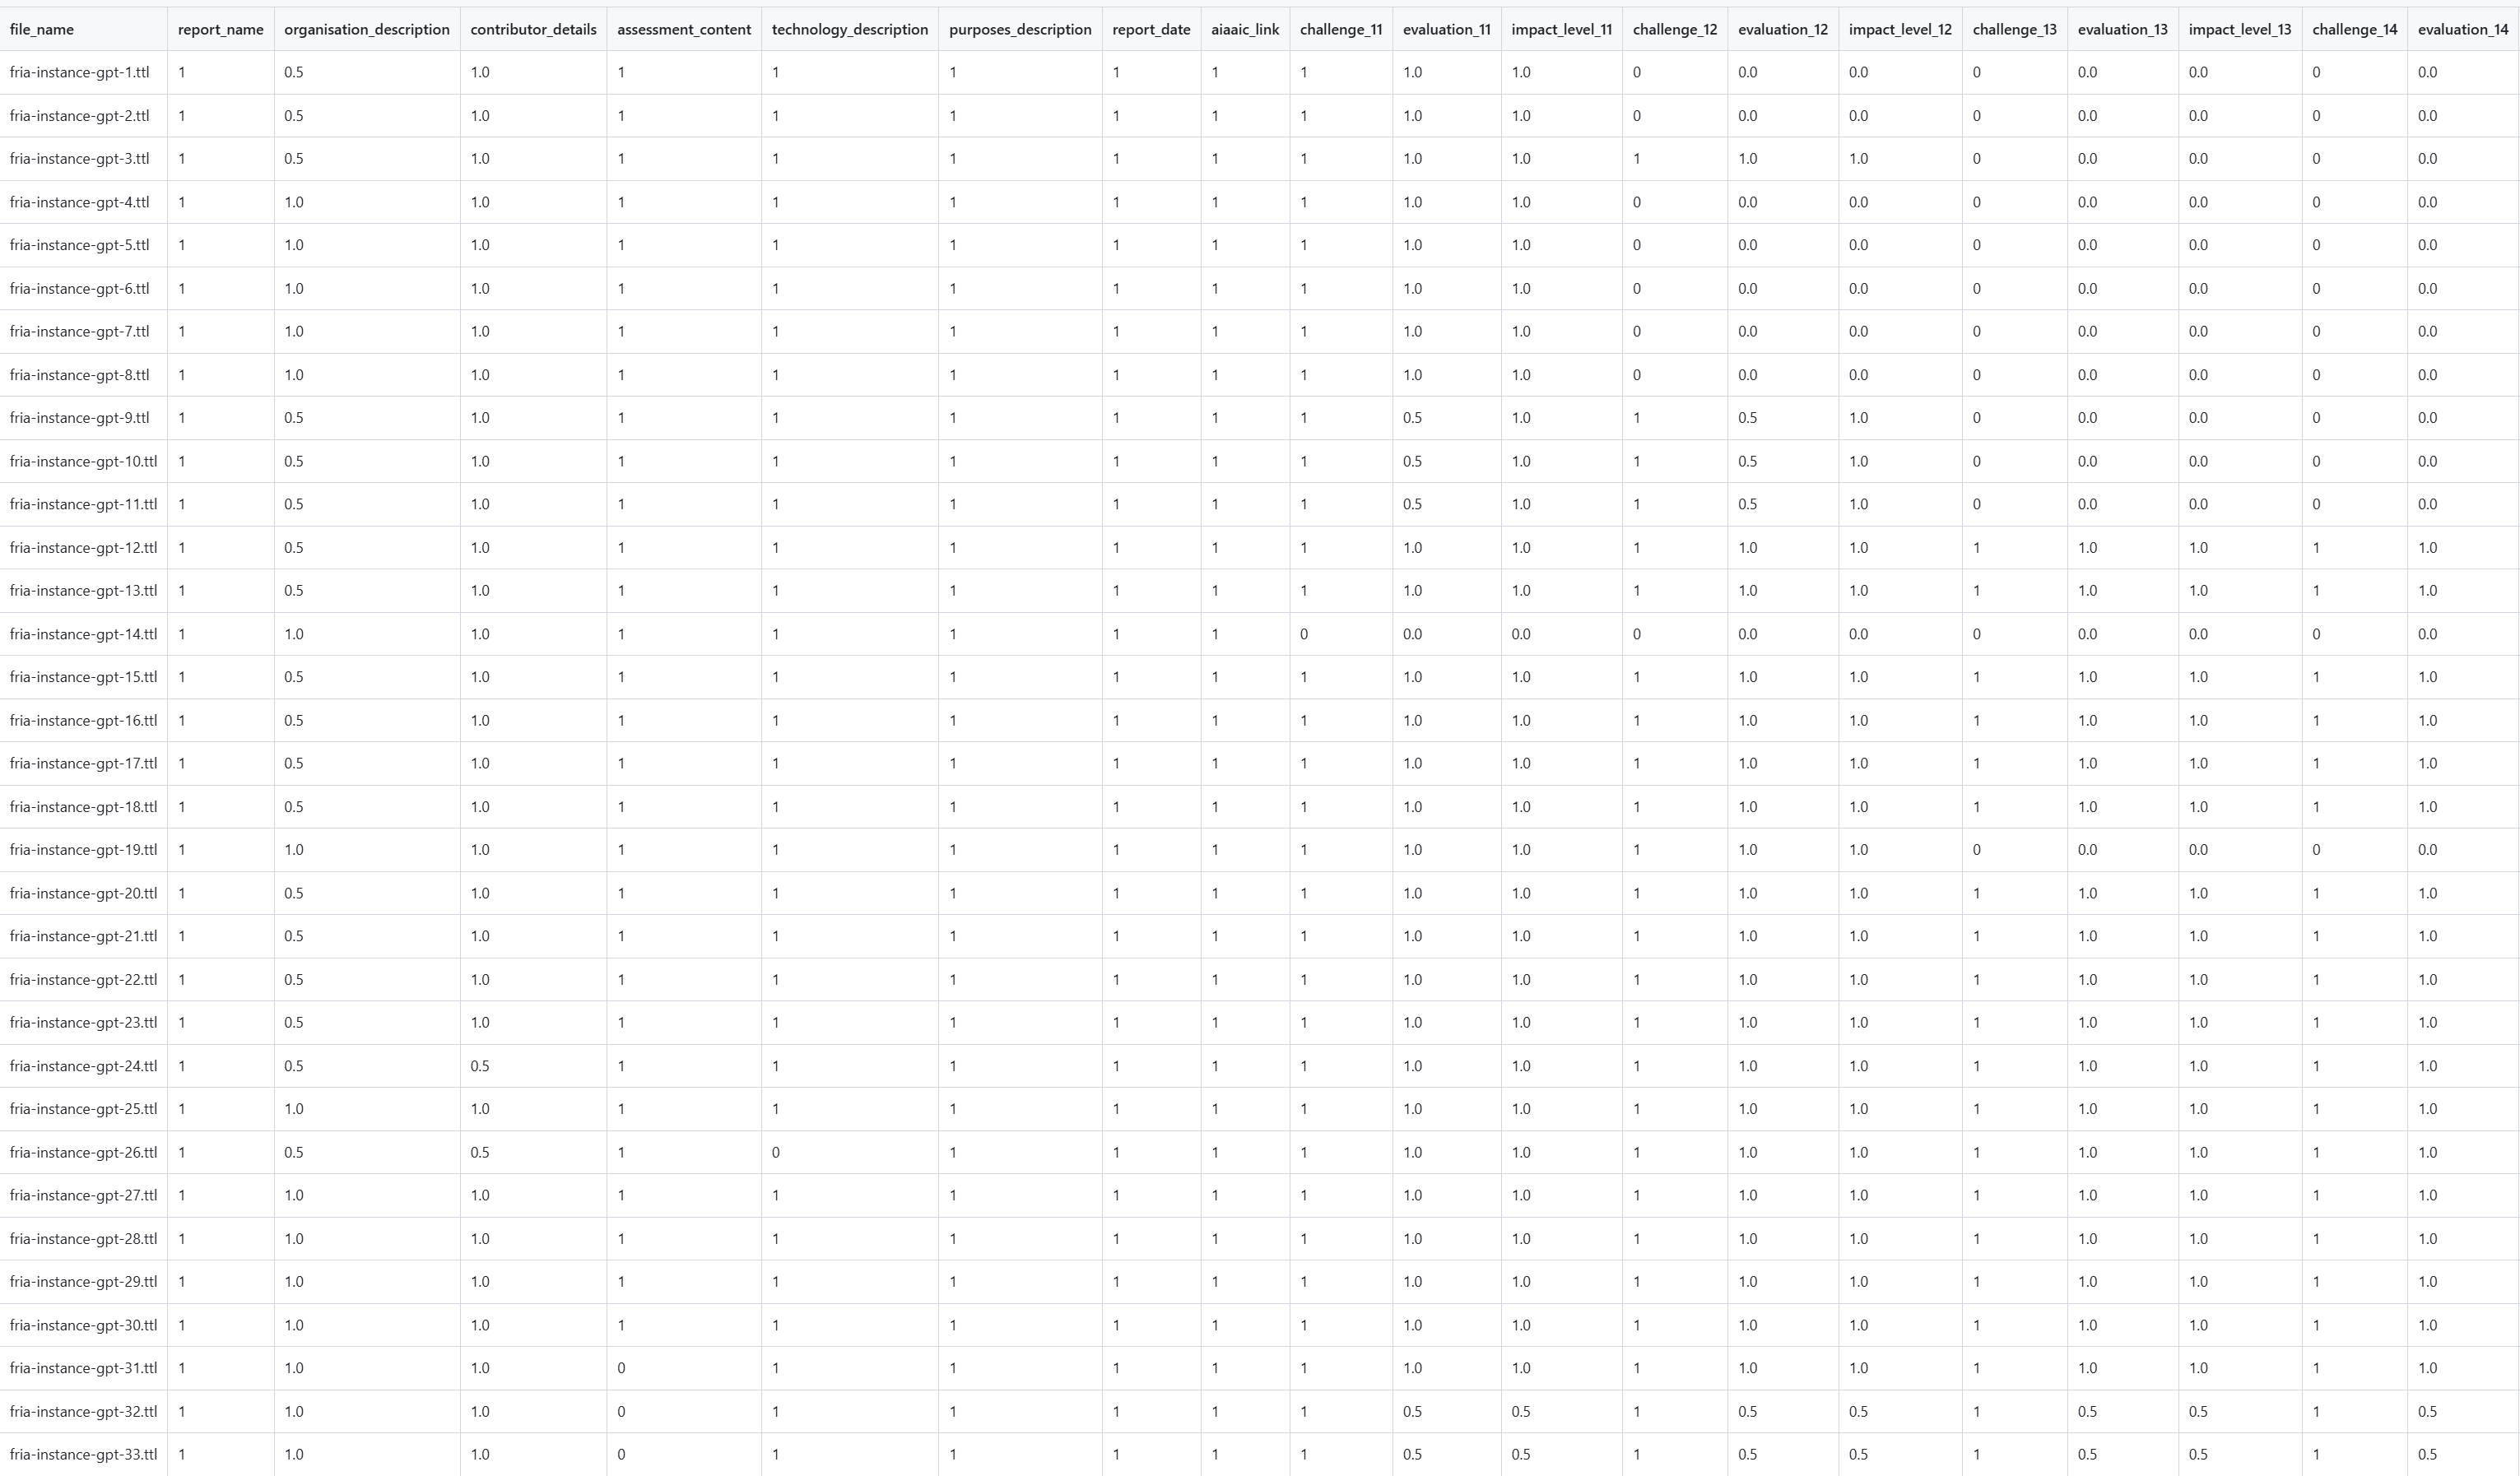 file_name report_name organisation_description contributor_details assessment_content technology_description purposes_description report_date aiaaic_link challenge_11 evaluation_11 impact_level_11 challenge_12 evaluation_12 impact_level_12 challenge_13 evaluation_13 impact_level_13 challenge_14 evaluation_14
fria-instance-gpt-1.ttl 1 0.5 1.0 1 1 1 1 1 1 1.0 1.0 0 0.0 0.0 0 0.0 0.0 0 0.0
fria-instance-gpt-2.ttl 1 0.5 1.0 1 1 1 1 1 1 1.0 1.0 0 0.0 0.0 0 0.0 0.0 0 0.0
fria-instance-gpt-3.ttl 1 0.5 1.0 1 1 1 1 1 1 1.0 1.0 1 1.0 1.0 0 0.0 0.0 0 0.0
fria-instance-gpt-4.ttl 1 1.0 1.0 1 1 1 1 1 1 1.0 1.0 0 0.0 0.0 0 0.0 0.0 0 0.0
fria-instance-gpt-5.ttl 1 1.0 1.0 1 1 1 1 1 1 1.0 1.0 0 0.0 0.0 0 0.0 0.0 0 0.0
fria-instance-gpt-6.ttl 1 1.0 1.0 1 1 1 1 1 1 1.0 1.0 0 0.0 0.0 0 0.0 0.0 0 0.0
fria-instance-gpt-7.ttl 1 1.0 1.0 1 1 1 1 1 1 1.0 1.0 0 0.0 0.0 0 0.0 0.0 0 0.0
fria-instance-gpt-8.ttl 1 1.0 1.0 1 1 1 1 1 1 1.0 1.0 0 0.0 0.0 0 0.0 0.0 0 0.0
fria-instance-gpt-9.ttl 1 0.5 1.0 1 1 1 1 1 1 0.5 1.0 1 0.5 1.0 0 0.0 0.0 0 0.0
fria-instance-gpt-10.ttl 1 0.5 1.0 1 1 1 1 1 1 0.5 1.0 1 0.5 1.0 0 0.0 0.0 0 0.0
fria-instance-gpt-11.ttl 1 0.5 1.0 1 1 1 1 1 1 0.5 1.0 1 0.5 1.0 0 0.0 0.0 0 0.0
fria-instance-gpt-12.ttl 1 0.5 1.0 1 1 1 1 1 1 1.0 1.0 1 1.0 1.0 1 1.0 1.0 1 1.0
fria-instance-gpt-13.ttl 1 0.5 1.0 1 1 1 1 1 1 1.0 1.0 1 1.0 1.0 1 1.0 1.0 1 1.0
fria-instance-gpt-14.ttl 1 1.0 1.0 1 1 1 1 1 0 0.0 0.0 0 0.0 0.0 0 0.0 0.0 0 0.0
fria-instance-gpt-15.ttl 1 0.5 1.0 1 1 1 1 1 1 1.0 1.0 1 1.0 1.0 1 1.0 1.0 1 1.0
fria-instance-gpt-16.ttl 1 0.5 1.0 1 1 1 1 1 1 1.0 1.0 1 1.0 1.0 1 1.0 1.0 1 1.0
fria-instance-gpt-17.ttl 1 0.5 1.0 1 1 1 1 1 1 1.0 1.0 1 1.0 1.0 1 1.0 1.0 1 1.0
fria-instance-gpt-18.ttl 1 0.5 1.0 1 1 1 1 1 1 1.0 1.0 1 1.0 1.0 1 1.0 1.0 1 1.0
fria-instance-gpt-19.ttl 1 1.0 1.0 1 1 1 1 1 1 1.0 1.0 1 1.0 1.0 0 0.0 0.0 0 0.0
fria-instance-gpt-20.ttl 1 0.5 1.0 1 1 1 1 1 1 1.0 1.0 1 1.0 1.0 1 1.0 1.0 1 1.0
fria-instance-gpt-21.ttl 1 0.5 1.0 1 1 1 1 1 1 1.0 1.0 1 1.0 1.0 1 1.0 1.0 1 1.0
fria-instance-gpt-22.ttl 1 0.5 1.0 1 1 1 1 1 1 1.0 1.0 1 1.0 1.0 1 1.0 1.0 1 1.0
fria-instance-gpt-23.ttl 1 0.5 1.0 1 1 1 1 1 1 1.0 1.0 1 1.0 1.0 1 1.0 1.0 1 1.0
fria-instance-gpt-24.ttl 1 0.5 0.5 1 1 1 1 1 1 1.0 1.0 1 1.0 1.0 1 1.0 1.0 1 1.0
fria-instance-gpt-25.ttl 1 1.0 1.0 1 1 1 1 1 1 1.0 1.0 1 1.0 1.0 1 1.0 1.0 1 1.0
fria-instance-gpt-26.ttl 1 0.5 0.5 1 0 1 1 1 1 1.0 1.0 1 1.0 1.0 1 1.0 1.0 1 1.0
fria-instance-gpt-27.ttl 1 1.0 1.0 1 1 1 1 1 1 1.0 1.0 1 1.0 1.0 1 1.0 1.0 1 1.0
fria-instance-gpt-28.ttl 1 1.0 1.0 1 1 1 1 1 1 1.0 1.0 1 1.0 1.0 1 1.0 1.0 1 1.0
fria-instance-gpt-29.ttl 1 1.0 1.0 1 1 1 1 1 1 1.0 1.0 1 1.0 1.0 1 1.0 1.0 1 1.0
fria-instance-gpt-30.ttl 1 1.0 1.0 1 1 1 1 1 1 1.0 1.0 1 1.0 1.0 1 1.0 1.0 1 1.0
fria-instance-gpt-31.ttl 1 1.0 1.0 0 1 1 1 1 1 1.0 1.0 1 1.0 1.0 1 1.0 1.0 1 1.0
fria-instance-gpt-32.ttl 1 1.0 1.0 0 1 1 1 1 1 0.5 0.5 1 0.5 0.5 1 0.5 0.5 1 0.5
fria-instance-gpt-33.ttl 1 1.0 1.0 0 1 1 1 1 1 0.5 0.5 1 0.5 0.5 1 0.5 0.5 1 0.5